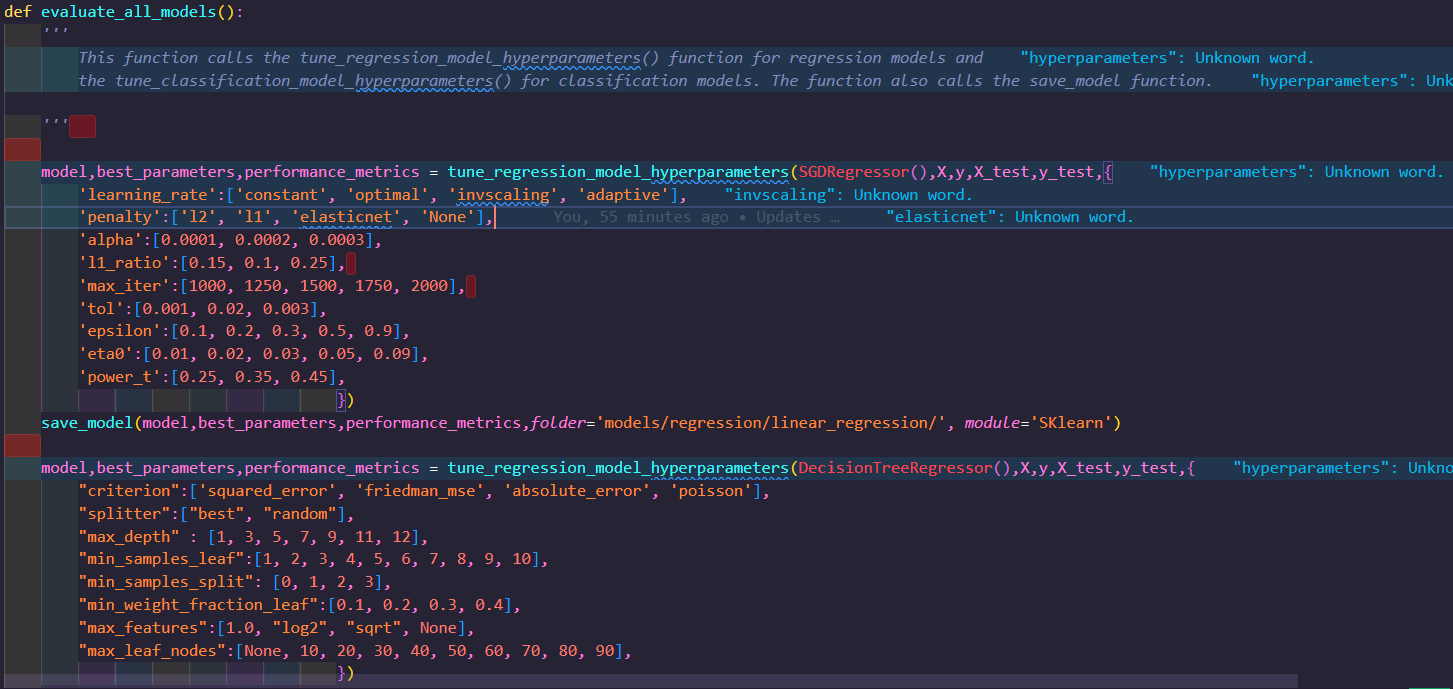 def evaluate_all_models():
'''
This function calls the tune_regression_model_hyperparameters() function for regression models and "hyperparameters": Unknown word.
the tune_classification_model_hyperparameters() for classification models. The function also calls the save_model function. "hyperparameters": Unk
'''
model,best_parameters,performance_metrics = tune_regression_model_hyperparameters(SGDRegressor(),X,y,X_test,y_test,{ "hyperparameters": Unknown word.
'learning_rate':['constant', 'optimal', 'invscaling', 'adaptive'], "invscaling": Unknown word.
'penalty':['l2', 'l1', 'elasticnet', 'None'], You, 55 minutes ago • Updates … "elasticnet": Unknown word.
'alpha':[0.0001, 0.0002, 0.0003],
'l1_ratio':[0.15, 0.1, 0.25],
'max_iter':[1000, 1250, 1500, 1750, 2000],
'tol':[0.001, 0.02, 0.003],
'epsilon':[0.1, 0.2, 0.3, 0.5, 0.9],
'eta0':[0.01, 0.02, 0.03, 0.05, 0.09],
'power_t':[0.25, 0.35, 0.45],
})
save_model(model,best_parameters,performance_metrics,folder='models/regression/linear_regression/', module='SKlearn')
model,best_parameters,performance_metrics = tune_regression_model_hyperparameters(DecisionTreeRegressor(),X,y,X_test,y_test,{ "hyperparameters": Unkno
"criterion":['squared_error', 'friedman_mse', 'absolute_error', 'poisson'],
"splitter":["best", "random"],
"max_depth" : [1, 3, 5, 7, 9, 11, 12],
"min_samples_leaf":[1, 2, 3, 4, 5, 6, 7, 8, 9, 10],
"min_samples_split": [0, 1, 2, 3],
"min_weight_fraction_leaf":[0.1, 0.2, 0.3, 0.4],
"max_features":[1.0, "log2", "sqrt", None],
"max_leaf_nodes":[None, 10, 20, 30, 40, 50, 60, 70, 80, 90],
})